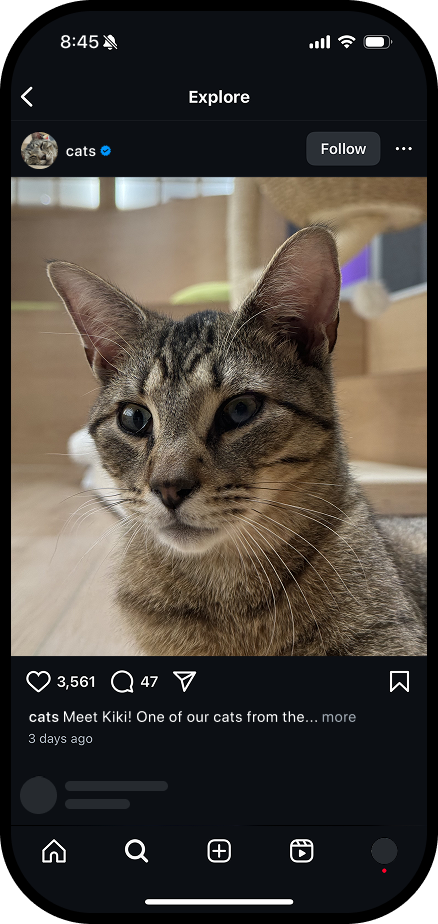 8:45
Explore
cats
Follow
3,561 47
cats Meet Kiki! One of our cats from the... more
3 days ago